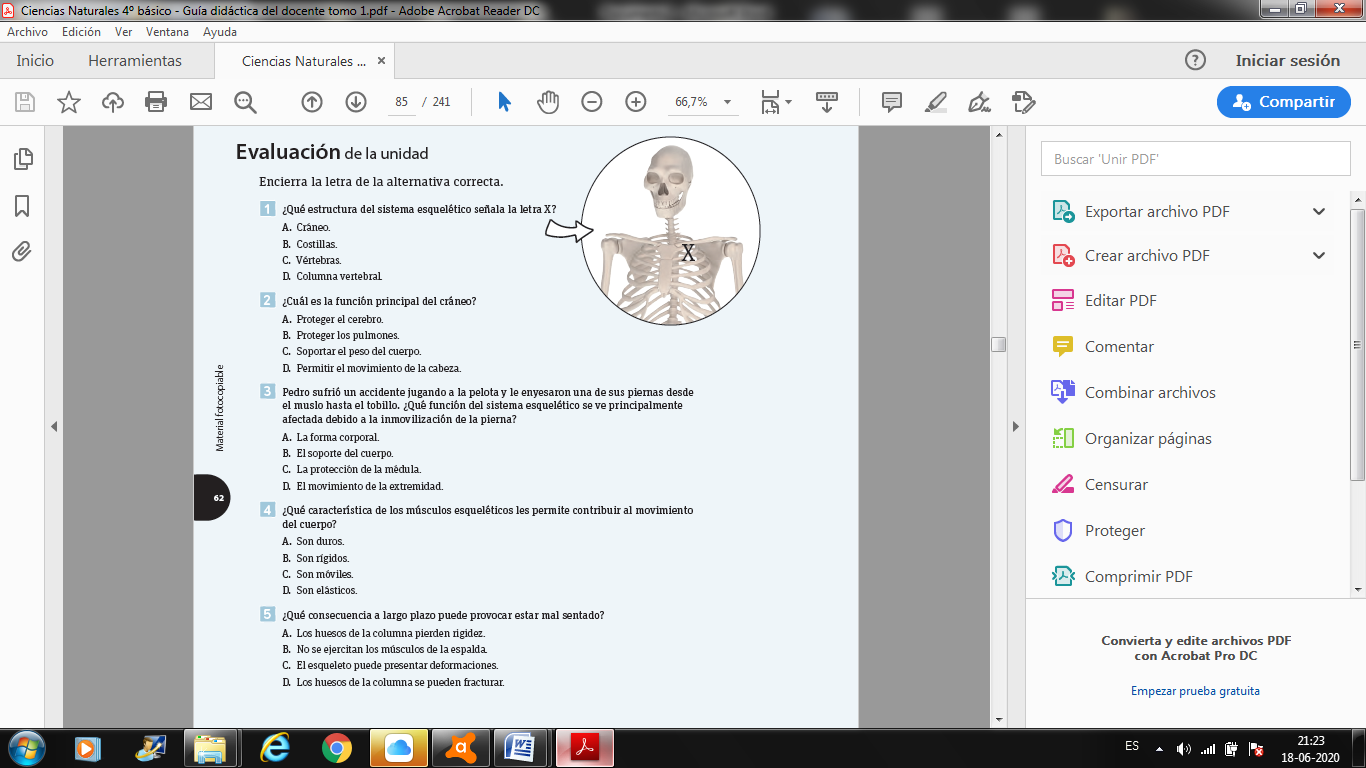 Ciencias Naturales 4º básico - Guía didáctica del docente tomo 1.pdf - Adobe Acrobat Reader DC
Archivo Edición Ver Ventana Ayuda
Inicio Herramientas Ciencias Naturales ... × Iniciar sesión
85 / 241 66,7% Compartir
Evaluación de la unidad
Encierra la letra de la alternativa correcta.
1 ¿Qué estructura del sistema esquelético señala la letra X?
A. Cráneo.
B. Costillas.
C. Vértebras.
D. Columna vertebral.
X
2 ¿Cuál es la función principal del cráneo?
A. Proteger el cerebro.
B. Proteger los pulmones.
C. Soportar el peso del cuerpo.
D. Permitir el movimiento de la cabeza.
3 Pedro sufrió un accidente jugando a la pelota y le enyesaron una de sus piernas desde
el muslo hasta el tobillo. ¿Qué función del sistema esquelético se ve principalmente
afectada debido a la inmovilización de la pierna?
A. La forma corporal.
B. El soporte del cuerpo.
C. La protección de la médula.
D. El movimiento de la extremidad.
4 ¿Qué característica de los músculos esqueléticos les permite contribuir al movimiento
del cuerpo?
A. Son duros.
B. Son rígidos.
C. Son móviles.
D. Son elásticos.
5 ¿Qué consecuencia a largo plazo puede provocar estar mal sentado?
A. Los huesos de la columna pierden rigidez.
B. No se ejercitan los músculos de la espalda.
C. El esqueleto puede presentar deformaciones.
D. Los huesos de la columna se pueden fracturar.
Material fotocopiable
62
Buscar 'Unir PDF'
Exportar archivo PDF
Crear archivo PDF
Editar PDF
Comentar
Combinar archivos
Organizar páginas
Censurar
Proteger
Comprimir PDF
Convierta y edite archivos PDF
con Acrobat Pro DC
Empezar prueba gratuita
ES
21:23
18-06-2020